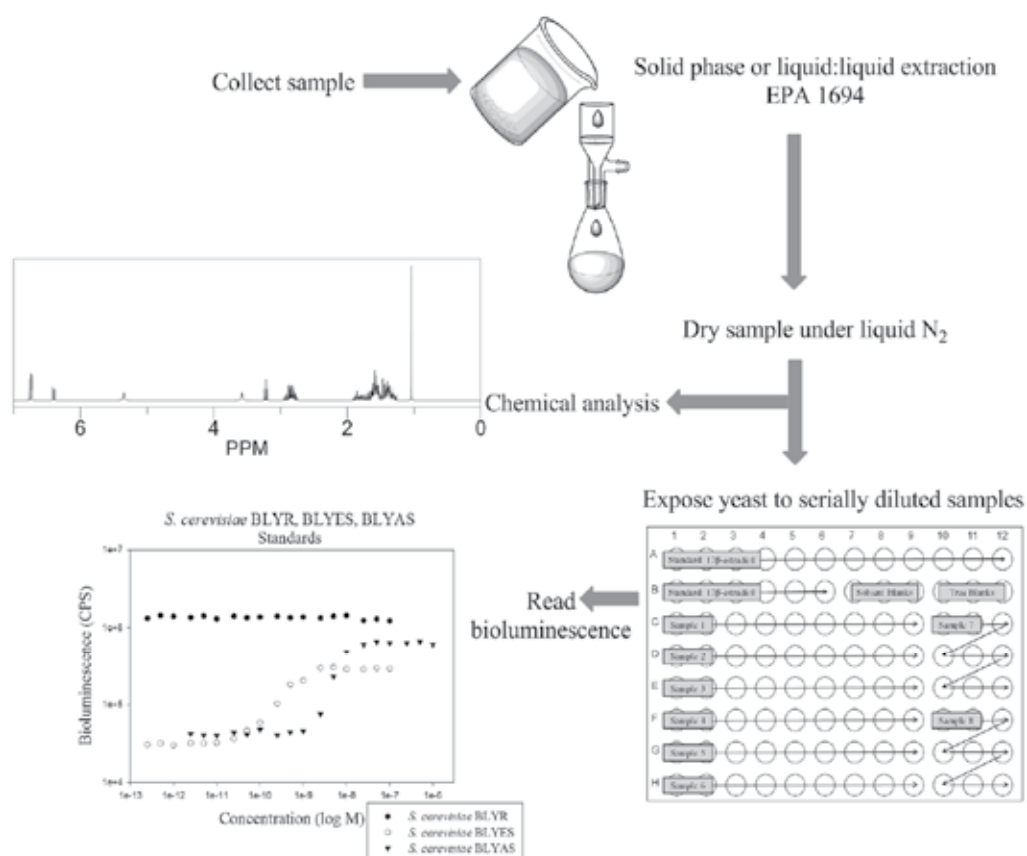 Collect sample
Solid phase or liquid:liquid extraction
EPA 1694
Dry sample under liquid N2
Chemical analysis
6 4 2 0
PPM
Expose yeast to serially diluted samples
1 2 3 4 5 6 7 8 9 10 11 12
A Standard 17β-estradiol
B Standard 17β-estradiol Solvent Blanks True Blanks
C Sample 1 Sample 7
D Sample 2
E Sample 3
F Sample 4 Sample 8
G Sample 5
H Sample 6
Read
bioluminescence
S. cerevisiae BLYR, BLYES, BLYAS
Standards
Bioluminescence (CPS)
1e+7
1e+6
1e+5
1e+4
1e-13 1e-12 1e-11 1e-10 1e-9 1e-8 1e-7 1e-6
Concentration (log M)
S. cerevisiae BLYR
S. cerevisiae BLYES
S. cerevisiae BLYAS